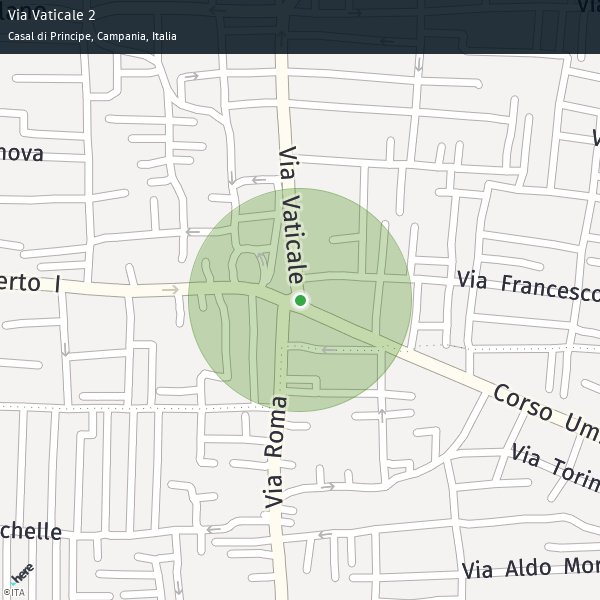 Via Vaticale 2
Casal di Principe, Campania, Italia
nova
Via Vaticale
erto I
Via Francesco
Corso Um
Via Roma
Via Torin
chelle
Via Aldo Mor
here
©ITA